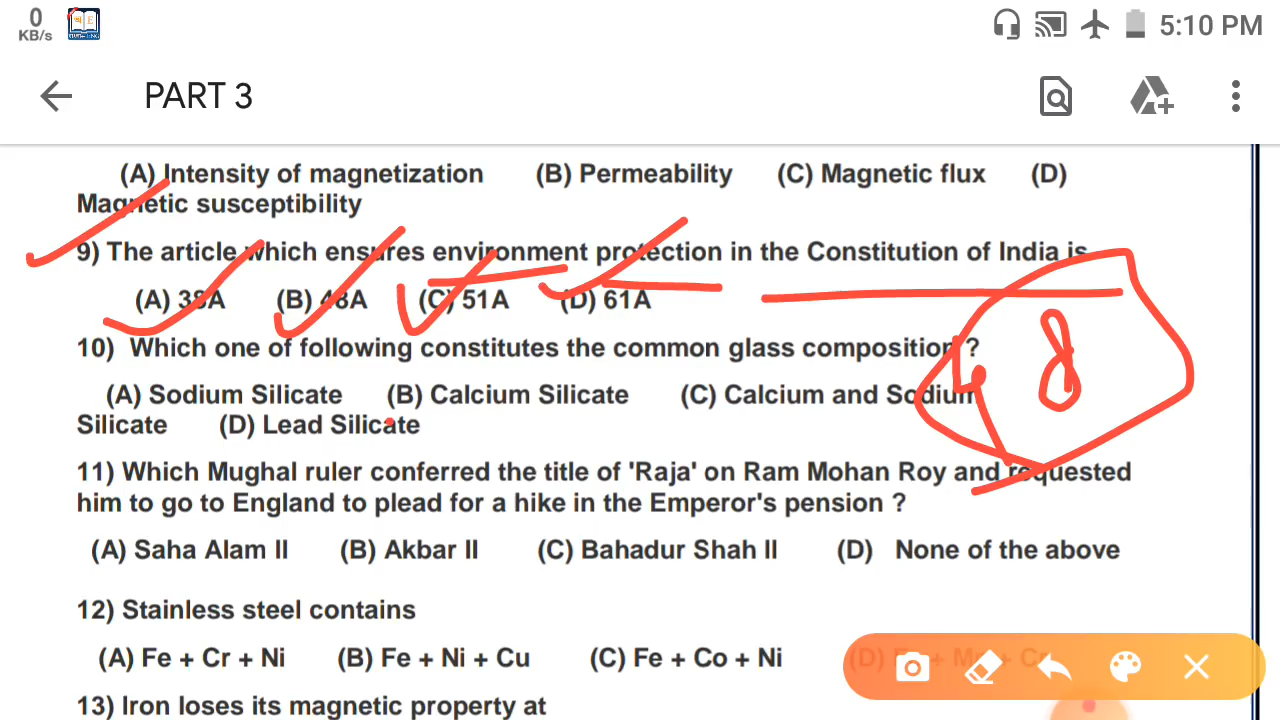 0
KB/s
5:10 PM
PART 3
(A) Intensity of magnetization (B) Permeability (C) Magnetic flux (D)
Magnetic susceptibility
9) The article which ensures environment protection in the Constitution of India is
(A) 38A (B) 48A (C) 51A (D) 61A
10) Which one of following constitutes the common glass composition ?
(A) Sodium Silicate (B) Calcium Silicate (C) Calcium and Sodium
Silicate (D) Lead Silicate
8
11) Which Mughal ruler conferred the title of 'Raja' on Ram Mohan Roy and requested
him to go to England to plead for a hike in the Emperor's pension ?
(A) Saha Alam II (B) Akbar II (C) Bahadur Shah II (D) None of the above
12) Stainless steel contains
(A) Fe + Cr + Ni (B) Fe + Ni + Cu (C) Fe + Co + Ni (D)
13) Iron loses its magnetic property at